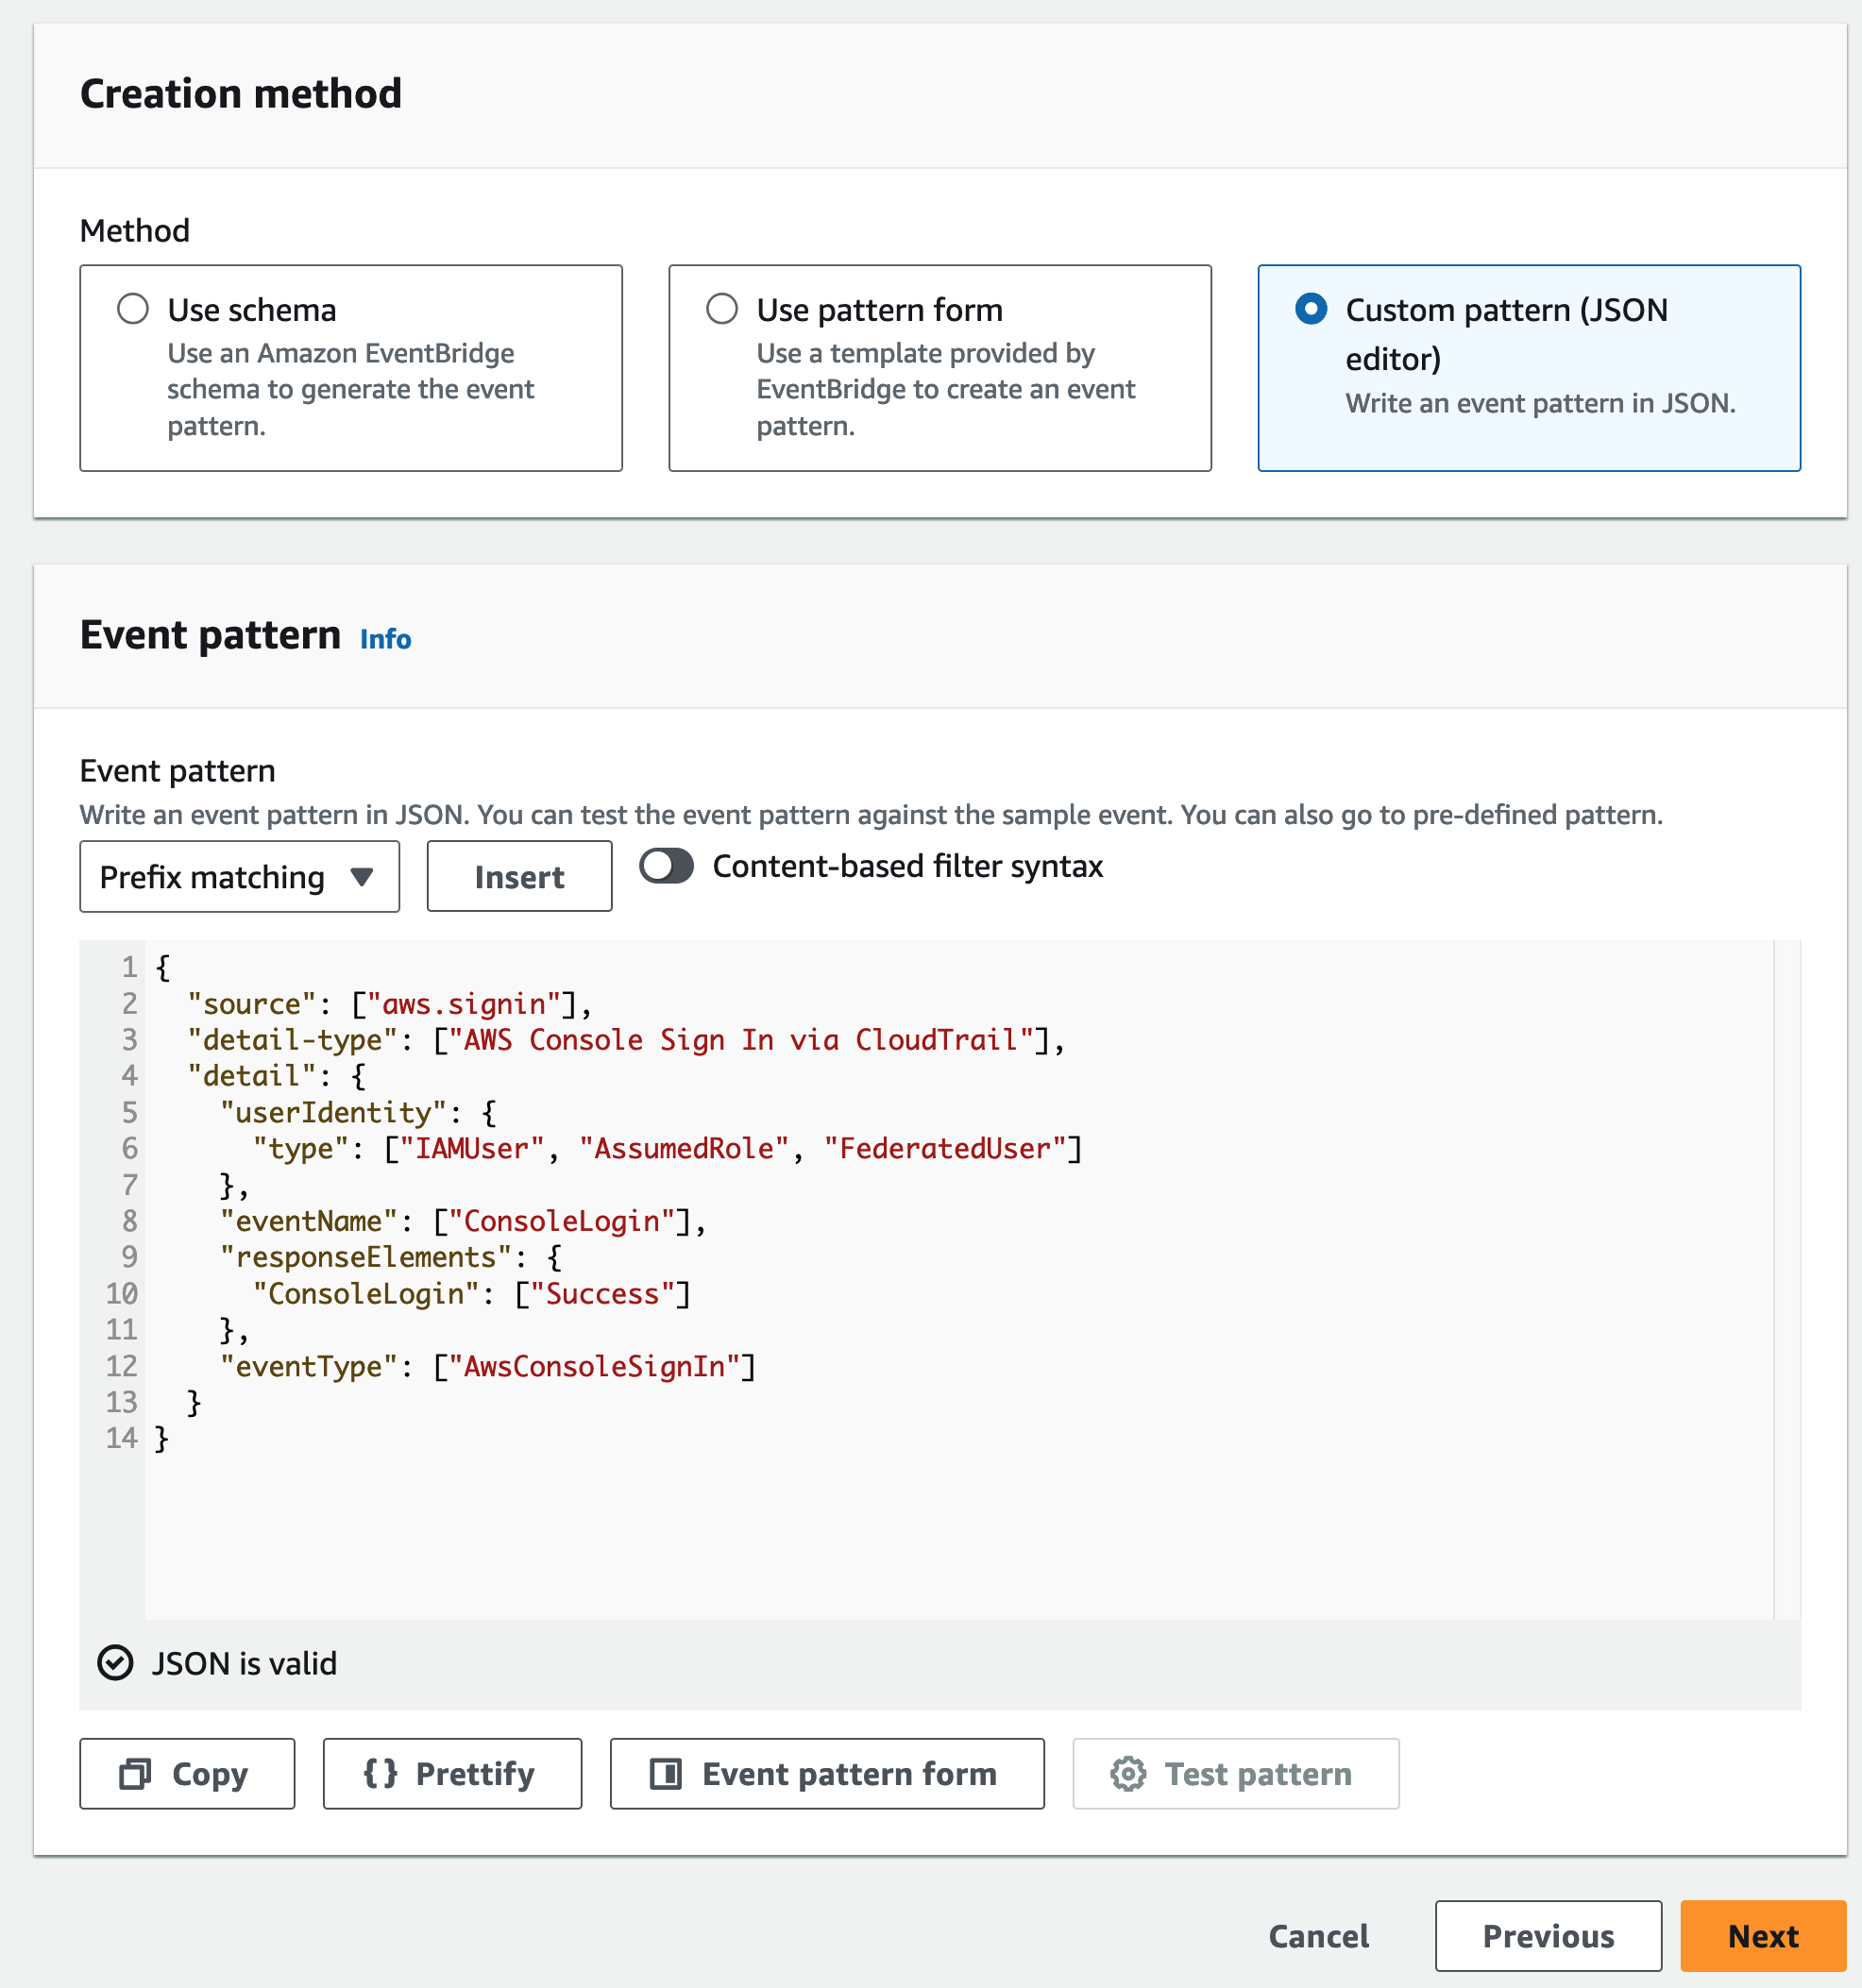 Creation method
Method
Use schema
Use an Amazon EventBridge
schema to generate the event
pattern.
Use pattern form
Use a template provided by
EventBridge to create an event
pattern.
Custom pattern (JSON
editor)
Write an event pattern in JSON.
Event pattern Info
Event pattern
Write an event pattern in JSON. You can test the event pattern against the sample event. You can also go to pre-defined pattern.
Prefix matching Insert Content-based filter syntax
1 {
2   "source": ["aws.signin"],
3   "detail-type": ["AWS Console Sign In via CloudTrail"],
4   "detail": {
5     "userIdentity": {
6       "type": ["IAMUser", "AssumedRole", "FederatedUser"]
7     },
8     "eventName": ["ConsoleLogin"],
9     "responseElements": {
10       "ConsoleLogin": ["Success"]
11     },
12     "eventType": ["AwsConsoleSignIn"]
13   }
14 }
JSON is valid
Copy {} Prettify Event pattern form Test pattern
Cancel Previous Next